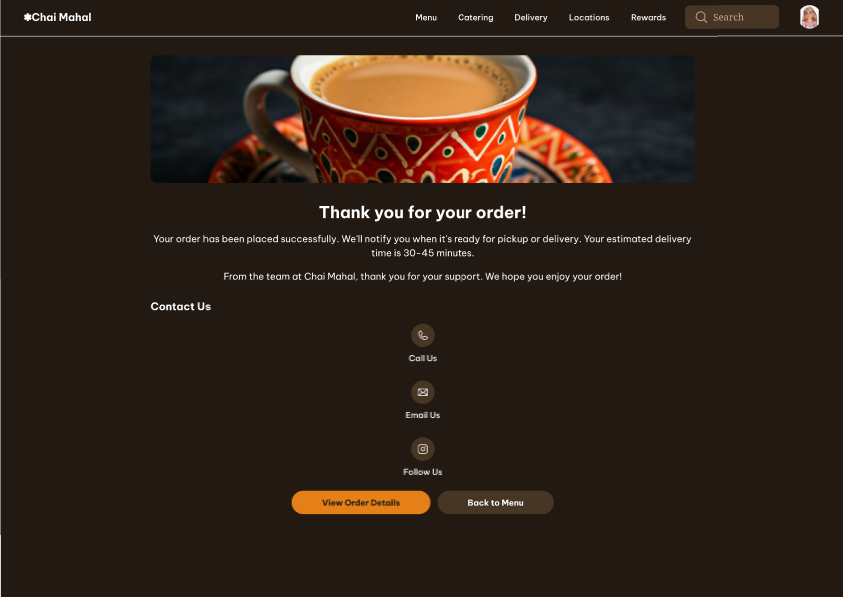 ✽Chai Mahal
Menu
Catering
Delivery
Locations
Rewards
Search
Thank you for your order!
Your order has been placed successfully. We'll notify you when it's ready for pickup or delivery. Your estimated delivery
time is 30-45 minutes.
From the team at Chai Mahal, thank you for your support. We hope you enjoy your order!
Contact Us
Call Us
Email Us
Follow Us
View Order Details
Back to Menu